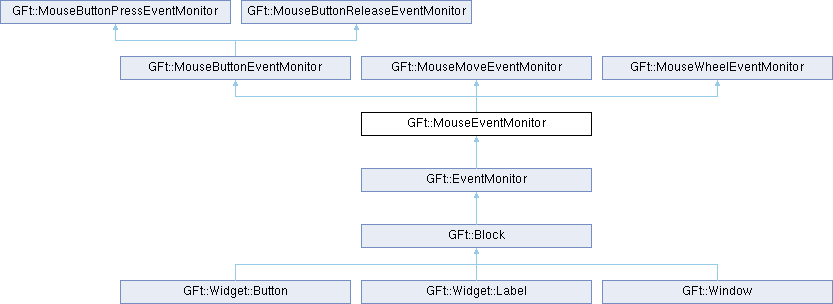 GFt::MouseButtonPressEventMonitor
GFt::MouseButtonReleaseEventMonitor
GFt::MouseButtonEventMonitor
GFt::MouseMoveEventMonitor
GFt::MouseWheelEventMonitor
GFt::MouseEventMonitor
GFt::EventMonitor
GFt::Block
GFt::Widget::Button
GFt::Widget::Label
GFt::Window